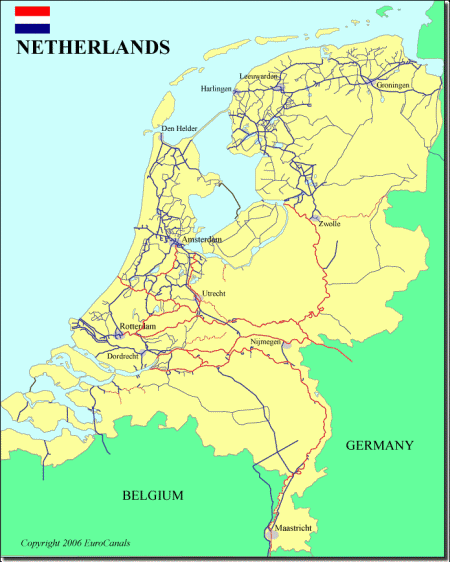 NETHERLANDS
Leeuwarden
Harlingen
Groningen
Den Helder
Zwolle
Amsterdam
Utrecht
Rotterdam
Nijmegen
Dordrecht
GERMANY
BELGIUM
Maastricht
Copyright 2006 EuroCanals